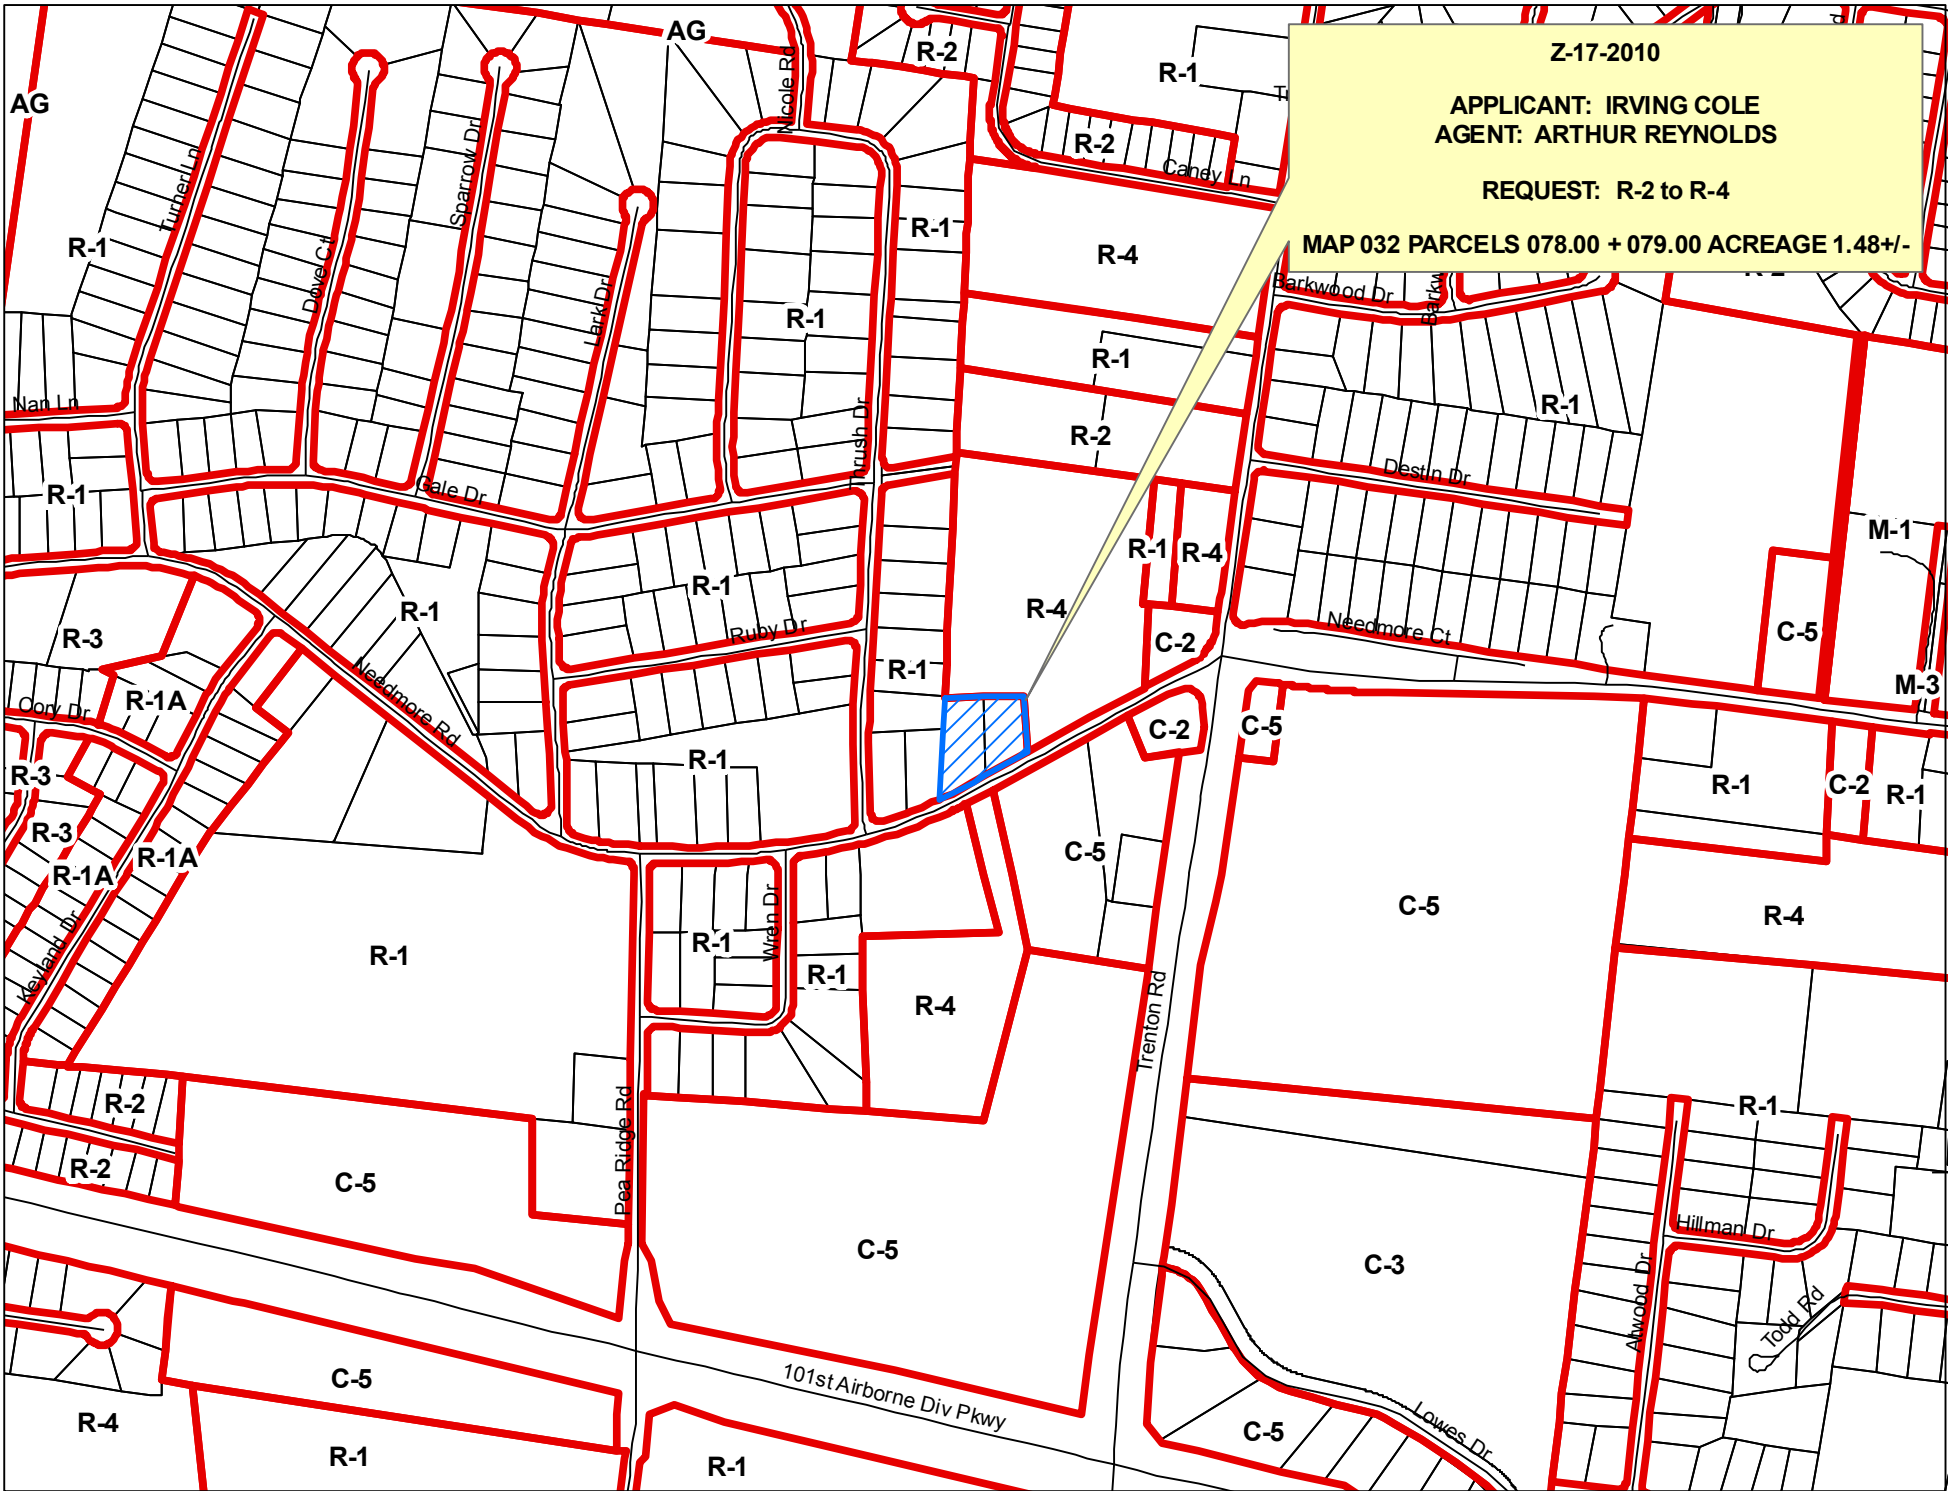 Z-17-2010
APPLICANT: IRVING COLE
AGENT: ARTHUR REYNOLDS
REQUEST: R-2 to R-4
MAP 032 PARCELS 078.00 + 079.00 ACREAGE 1.48+/-
AG
AG
R-2
R-1
R-2
Nicole Rd
Caney Ln
Turner Ln
Sparrow Dr
Dove Ct
Lark Dr
R-1
R-1
R-4
R-1
Barkwood Dr
R-1
R-1
Nan Ln
R-2
Thrush Dr
Gale Dr
Destin Dr
R-1
M-1
R-1
R-4
R-1
R-1
R-4
Needmore Ct
C-5
R-3
Ruby Dr
C-2
R-1
Needmore Rd
R-1A
M-3
Oory Dr
C-2
C-5
R-1
R-3
R-1
C-2
R-1
R-3
R-1A
R-1A
C-5
Keyland Dr
R-1
R-1
Wren Dr
R-1
R-4
C-5
R-4
Trenton Rd
R-2
R-2
Pea Ridge Rd
R-1
C-5
C-5
C-3
Hillman Dr
Atwood Dr
Todd Rd
C-5
101st Airborne Div Pkwy
R-4
R-1
R-1
C-5
Lowes Dr